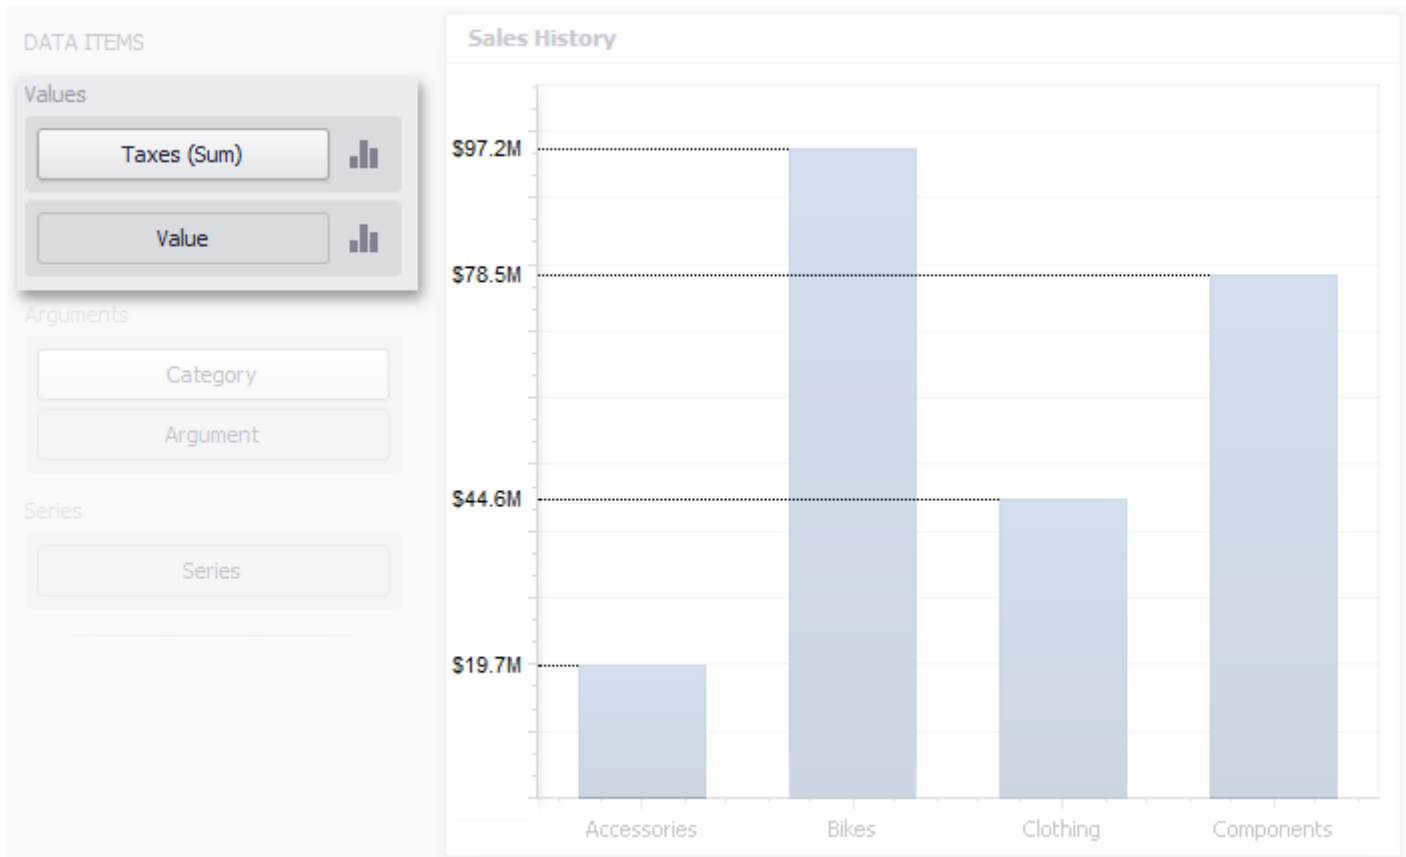 DATA ITEMS
Values
Taxes (Sum)
Value
Arguments
Category
Argument
Series
Series
Sales History
$97.2M
$78.5M
$44.6M
$19.7M
Accessories Bikes Clothing Components